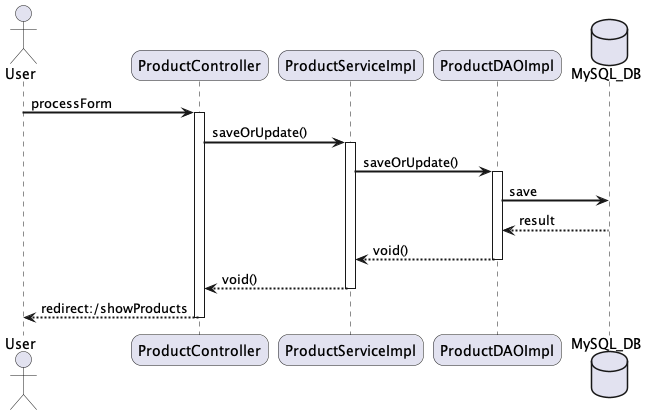 User
ProductController
ProductServiceImpl
ProductDAOImpl
MySQL_DB
processForm
saveOrUpdate()
saveOrUpdate()
save
result
void()
void()
redirect:/showProducts
User
ProductController
ProductServiceImpl
ProductDAOImpl
MySQL_DB